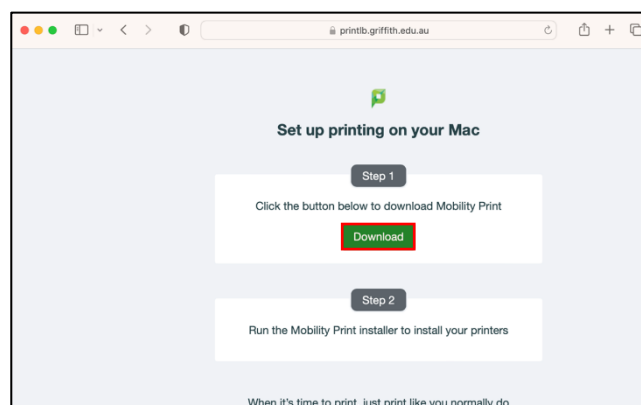 printlb.griffith.edu.au
Set up printing on your Mac
Step 1
Click the button below to download Mobility Print
Download
Step 2
Run the Mobility Print installer to install your printers
When it's time to print, just print like you normally do